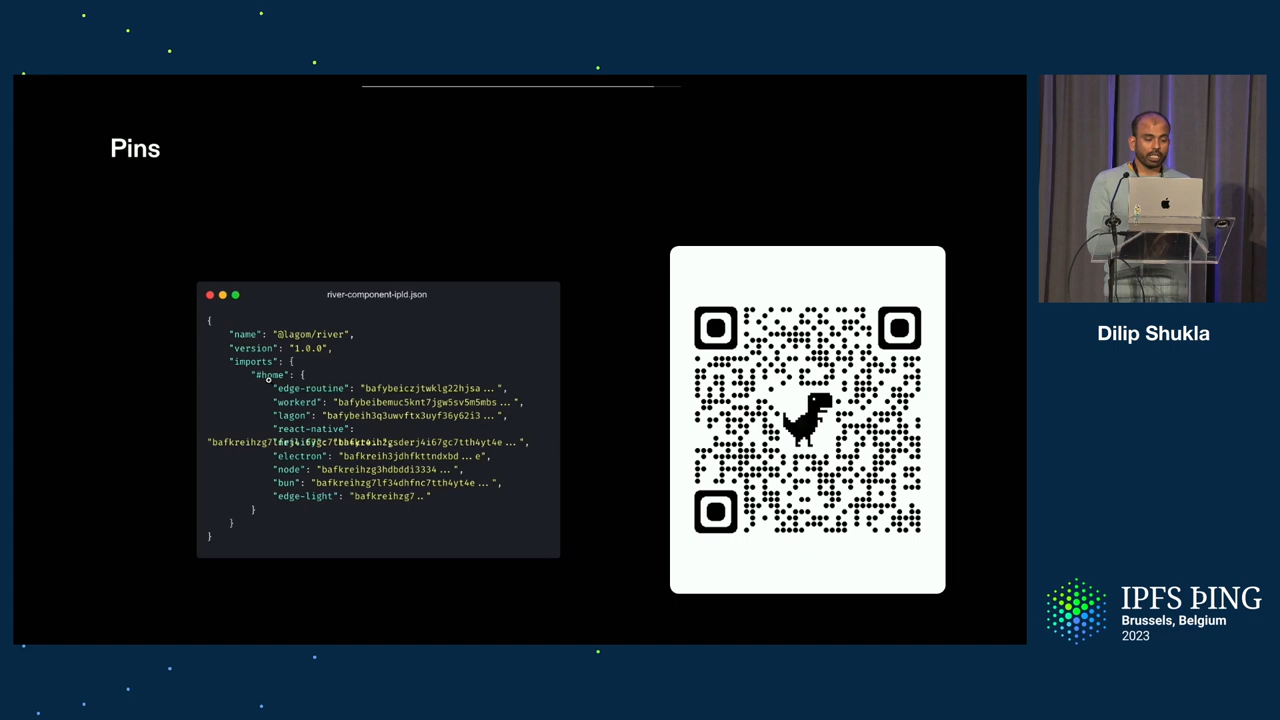 Pins
river-component-ipld.json
{
"name": "@lagom/river",
"version": "1.0.0",
"imports": {
"#home": {
"edge-routine": "bafybeiczjtwklg22hjsa...",
"workerd": "bafybeibemuc5knt7jgw5sv5m5mbs...",
"lagon": "bafybeih3q3uwvftx3uyf36y62i3...",
"react-native":
"electron": "bafkreih3jdhfkttndxbd...e",
"node": "bafkreihzg3hdbddi3334...",
"bun": "bafkreihzg7lf34dhfnc7tth4yt4e...",
"edge-light": "bafkreihzg7.."
}
}
}
Dilip Shukla
IPFS ÞING
Brussels, Belgium
2023